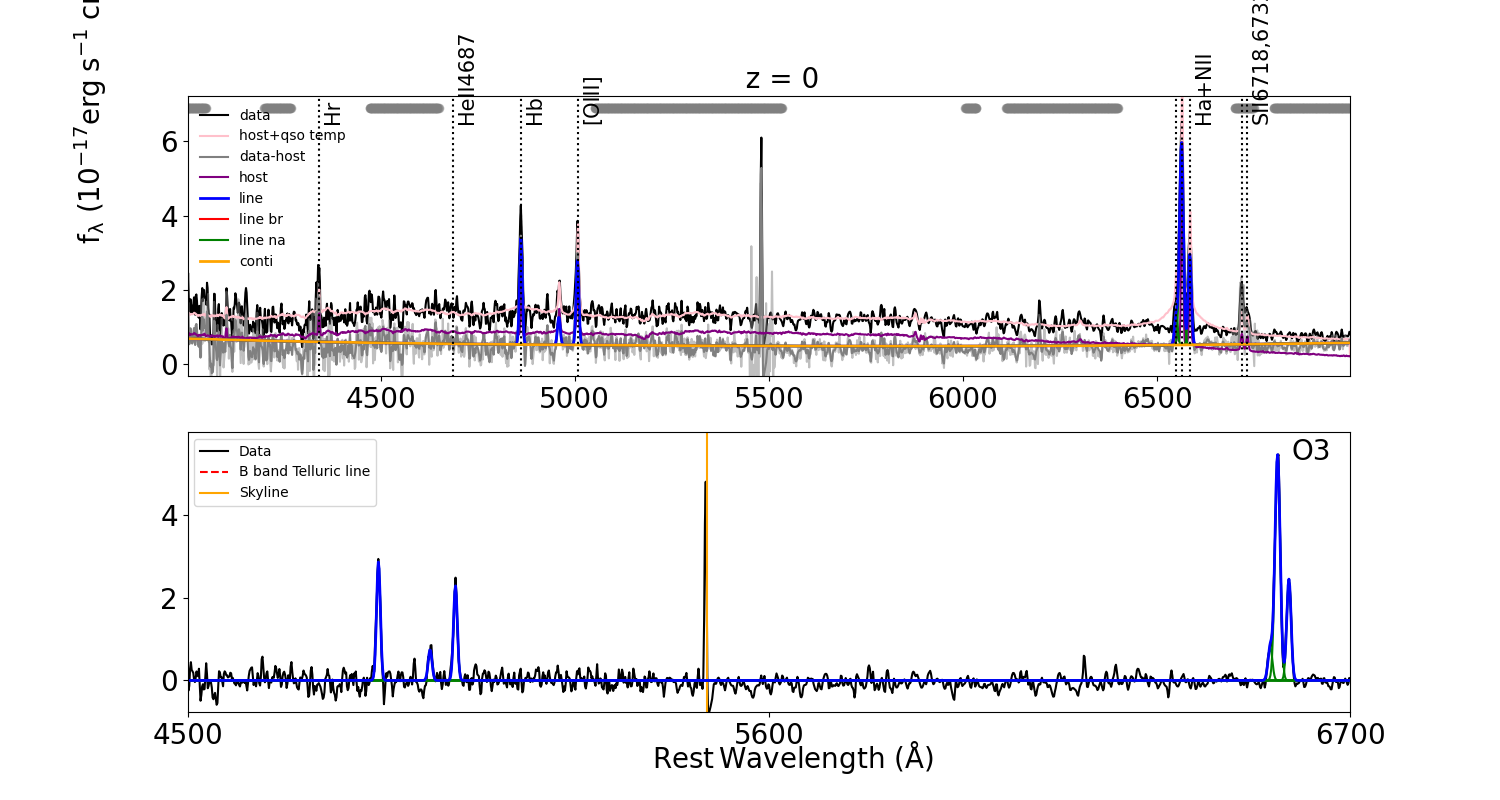 z = 0
f_λ (10^−17 erg s^−1
Hr
HeII4687
Hb
[OIII]
Ha+NII
SII6718,673
data
host+qso temp
data-host
host
line
line br
line na
conti
6
4
2
0
4500 5000 5500 6000 6500
Data
B band Telluric line
Skyline
O3
4
2
0
4500 5600 6700
Rest Wavelength (Å)